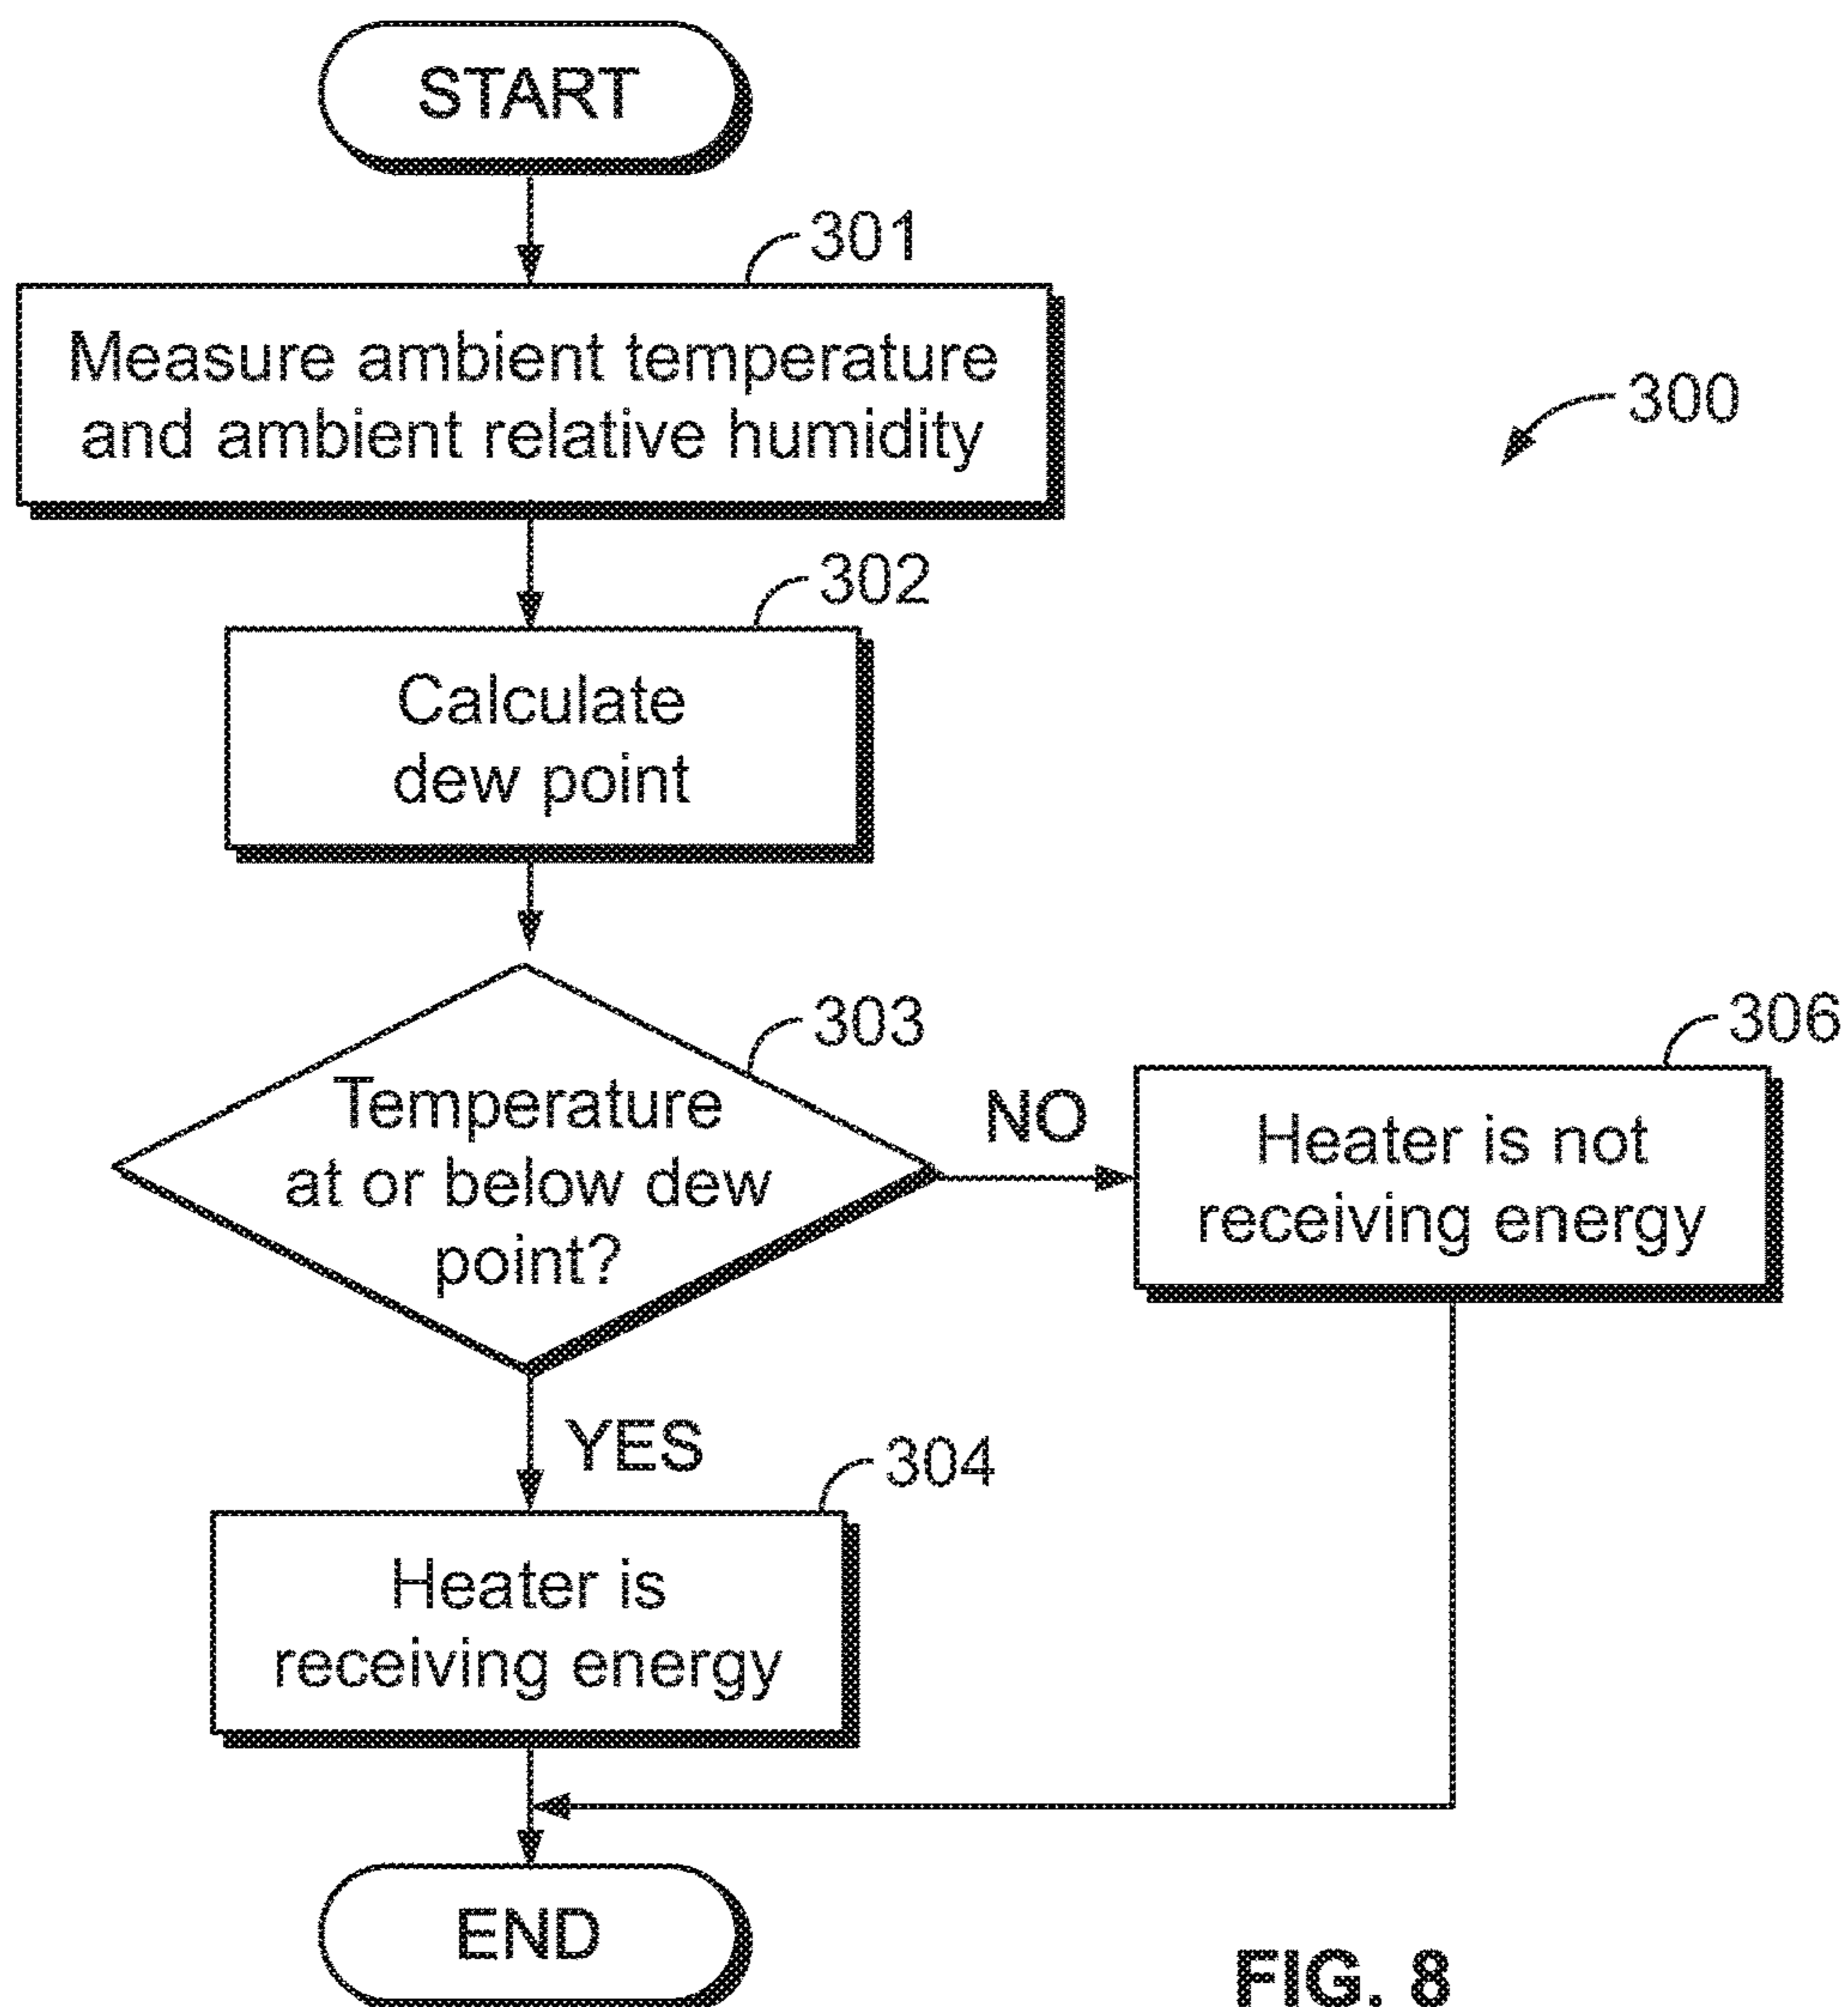 START
301
Measure ambient temperature
and ambient relative humidity
300
302
Calculate
dew point
303
Temperature
at or below dew
point?
NO
306
Heater is not
receiving energy
YES
304
Heater is
receiving energy
END
FIG. 8